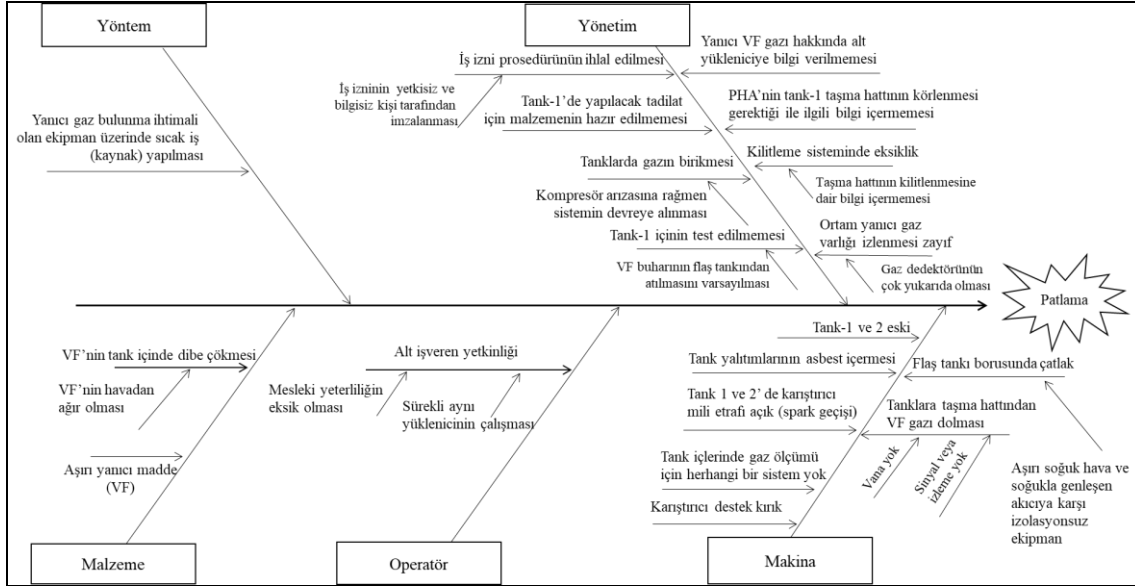 Yöntem
Yanıcı gaz bulunma ihtimali
olan ekipman üzerinde sıcak iş
(kaynak) yapılması
Yönetim
İş izni prosedürünün ihlal edilmesi
İş izninin yetkisiz ve
bilgisiz kişi tarafından
imzalanması
Tank-1'de yapılacak tadilat
için malzemenin hazır edilmemesi
Tanklarda gazın birikmesi
Kompresör arızasına rağmen
sistemin devreye alınması
Tank-1 içinin test edilmemesi
VF buharının flaş tankından
atılmasını varsayılması
Yanıcı VF gazı hakkında alt
yükleniciye bilgi verilmemesi
PHA'nin tank-1 taşma hattının körlenmesi
gerektiği ile ilgili bilgi içermemesi
Kilitleme sisteminde eksiklik
Taşma hattının kilitlenmesine
dair bilgi içermemesi
Ortam yanıcı gaz
varlığı izlenmesi zayıf
Gaz dedektörünün
çok yukarıda olması
Patlama
VF'nin tank içinde dibe çökmesi
VF'nin havadan
ağır olması
Aşırı yanıcı madde
(VF)
Malzeme
Alt işveren yetkinliği
Mesleki yeterliliğin
eksik olması
Sürekli aynı
yüklenicinin çalışması
Operatór
Tank-1 ve 2 eski
Tank yalıtımlarının asbest içermesi
Tank 1 ve 2' de karıştırıcı
mili etrafı açık (spark geçişi)
Tank içlerinde gaz ölçümü
için herhangi bir sistem yok
Karıştırıcı destek kırık
Flaş tankı borusunda çatlak
Tanklara taşma hattından
VF gazı dolması
Vana yok
Sinyal veya
izleme yok
Aşırı soğuk hava ve
soğukla genleşen
akıcıya karşı
izolasyonsuz
ekipman
Makina